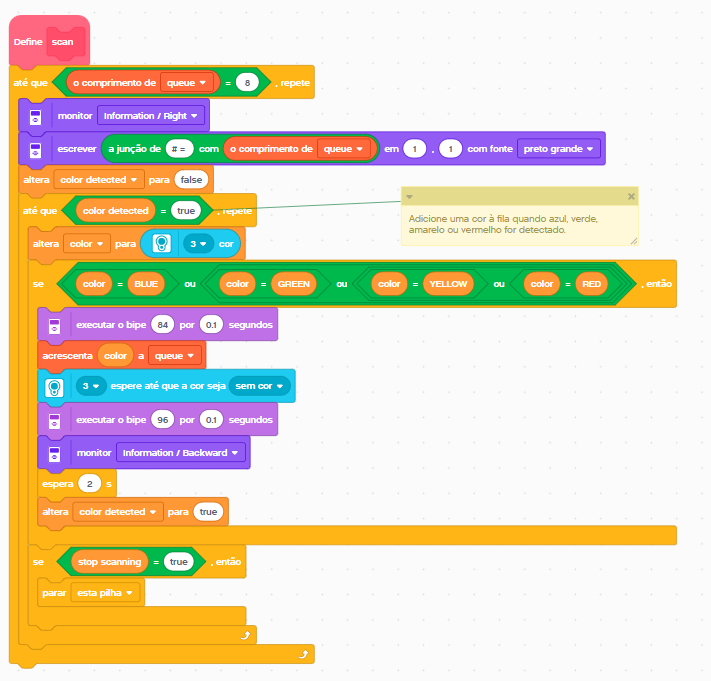 Define scan
até que o comprimento de queue = 8 , repete
monitor Information / Right
escrever a junção de # = com o comprimento de queue em 1 , 1 com fonte preto grande
altera color detected para false
até que color detected = true , repete
Adicione uma cor à fila quando azul, verde,
amarelo ou vermelho for detectado.
altera color para 3 cor
se color = BLUE ou color = GREEN ou color = YELLOW ou color = RED , então
executar o bipe 84 por 0.1 segundos
acrescenta color a queue
3 espere até que a cor seja sem cor
executar o bipe 96 por 0.1 segundos
monitor Information / Backward
espera 2 s
altera color detected para true
se stop scanning = true , então
parar esta pilha